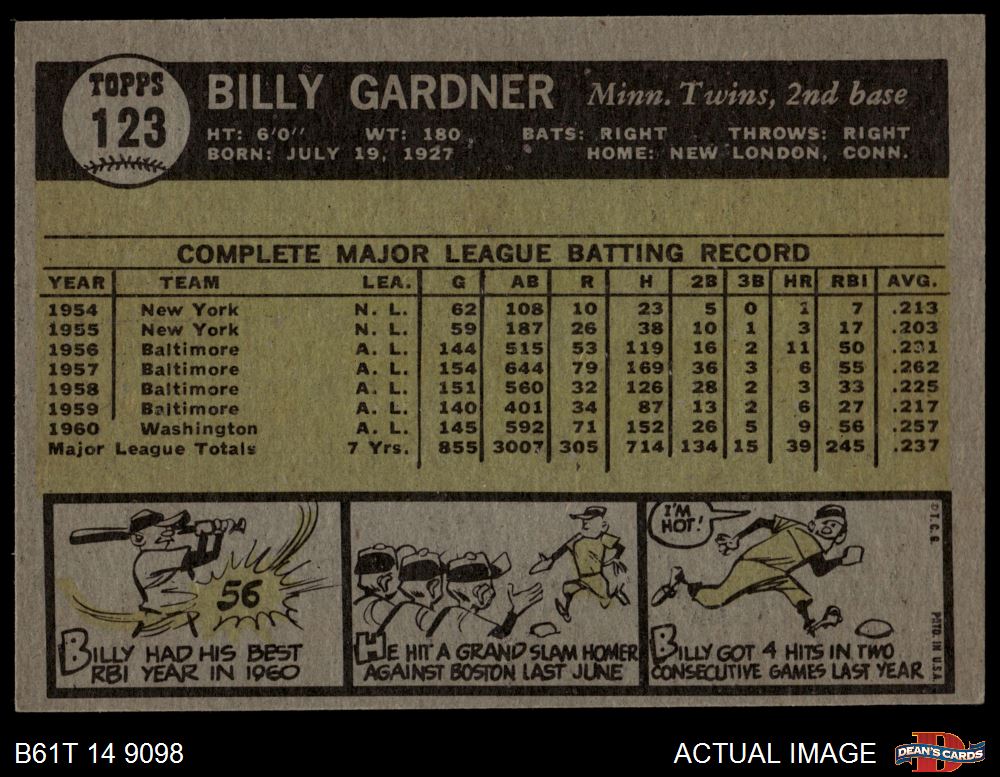 TOPPS
123
BILLY GARDNER Minn. Twins, 2nd base
HT: 6'0" WT: 180 BATS: RIGHT THROWS: RIGHT
BORN: JULY 19, 1927 HOME: NEW LONDON, CONN.
COMPLETE MAJOR LEAGUE BATTING RECORD
YEAR TEAM LEA. G AB R H 2B 3B HR RBI AVG.
1954 New York N. L. 62 108 10 23 5 0 1 7 .213
1955 New York N. L. 59 187 26 38 10 1 3 17 .203
1956 Baltimore A. L. 144 515 53 119 16 2 11 50 .231
1957 Baltimore A. L. 154 644 79 169 36 3 6 55 .262
1958 Baltimore A. L. 151 560 32 126 28 2 3 33 .225
1959 Baltimore A. L. 140 401 34 87 13 2 6 27 .217
1960 Washington A. L. 145 592 71 152 26 5 9 56 .257
Major League Totals 7 Yrs. 855 3007 305 714 134 15 39 245 .237
56
BILLY HAD HIS BEST
RBI YEAR IN 1960
HE HIT A GRAND SLAM HOMER
AGAINST BOSTON LAST JUNE
I'M
HOT!
BILLY GOT 4 HITS IN TWO
CONSECUTIVE GAMES LAST YEAR
© T.C.G.
PRTD. IN U.S.A.
B61T 14 9098
ACTUAL IMAGE
DEAN'S CARDS